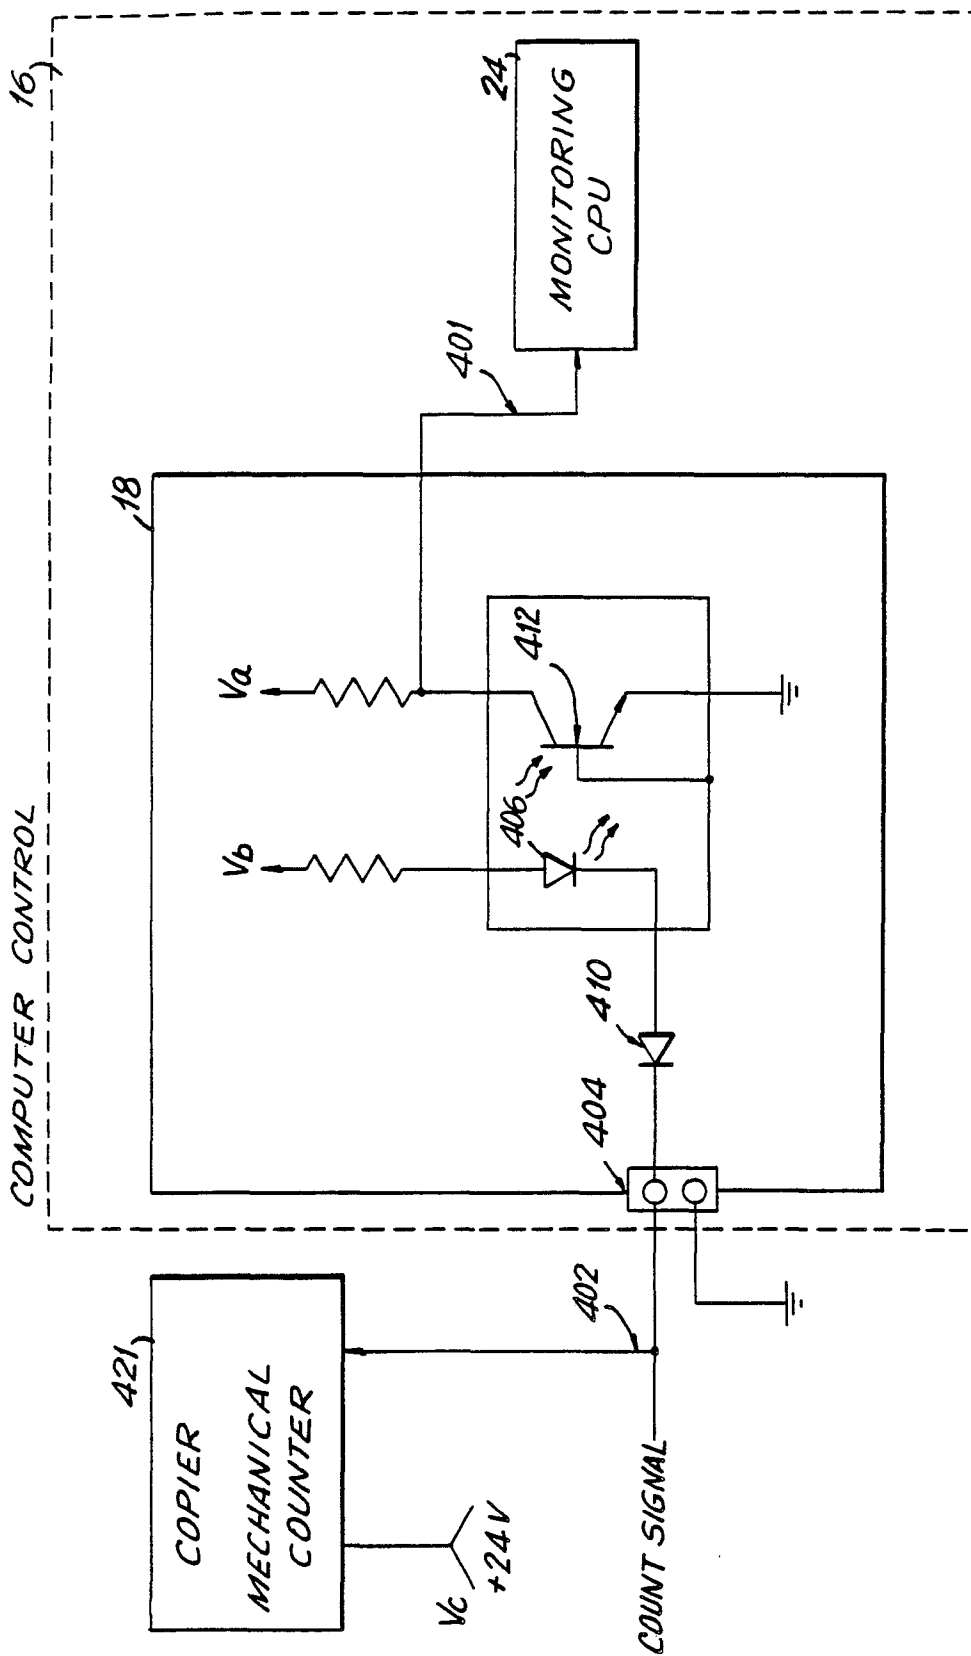 COMPUTER CONTROL
16
421
COPIER
MECHANICAL
COUNTER
Vc
+24V
COUNT SIGNAL
402
404
18
410
Vb
406
Va
412
401
24
MONITORING
CPU